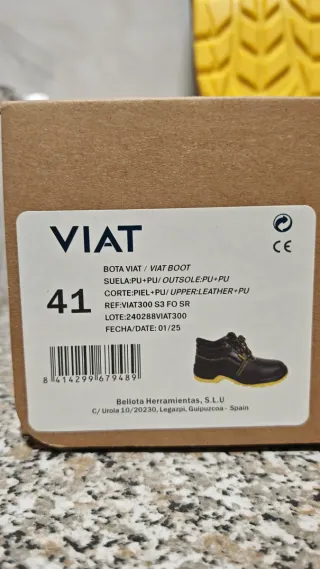 VIAT
CE
41
BOTA VIAT / VIAT BOOT
SUELA:PU+PU/OUTSOLE:PU+PU
CORTE:PIEL+PU/UPPER:LEATHER+PU
REF:VIAT300 S3 FO SR
LOTE:240288VIAT300
FECHA/DATE: 01/25
8 414299 679489
Bellota Herramientas, S.L.U
C/ Urola 10/20230, Legazpi, Guipuzcoa - Spain